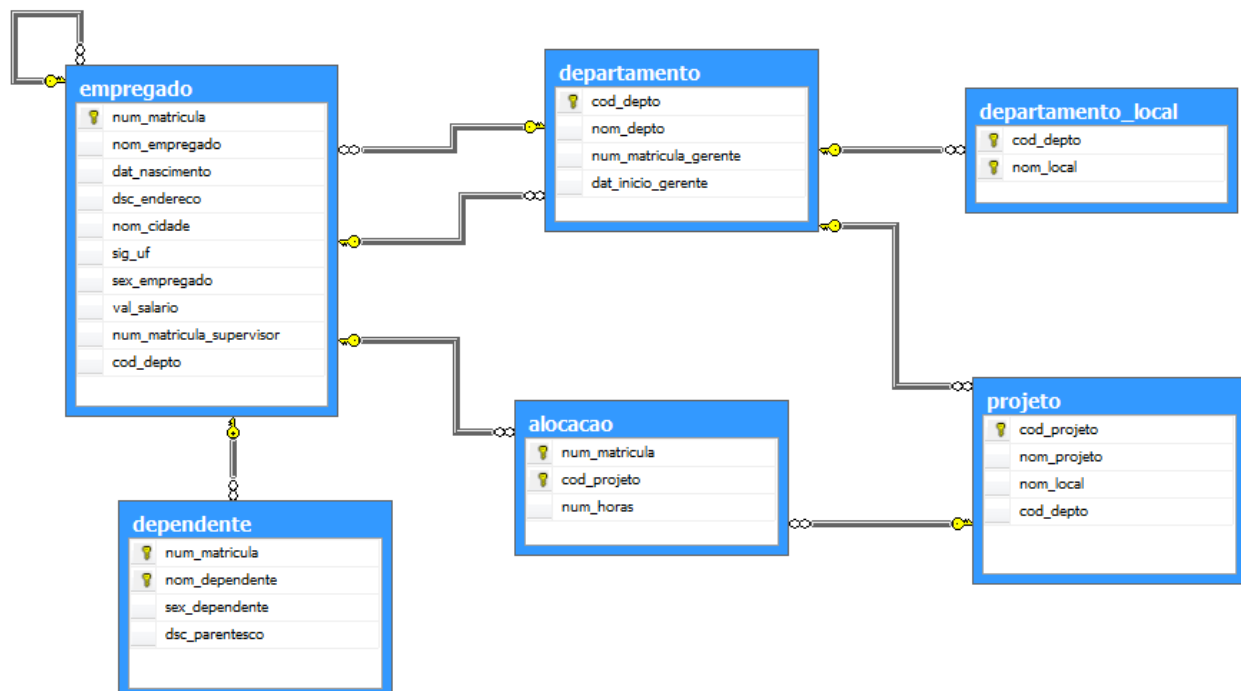 empregado
num_matricula
nom_empregado
dat_nascimento
dsc_endereco
nom_cidade
sig_uf
sex_empregado
val_salario
num_matricula_supervisor
cod_depto
departamento
cod_depto
nom_depto
num_matricula_gerente
dat_inicio_gerente
departamento_local
cod_depto
nom_local
alocacao
num_matricula
cod_projeto
num_horas
projeto
cod_projeto
nom_projeto
nom_local
cod_depto
dependente
num_matricula
nom_dependente
sex_dependente
dsc_parentesco